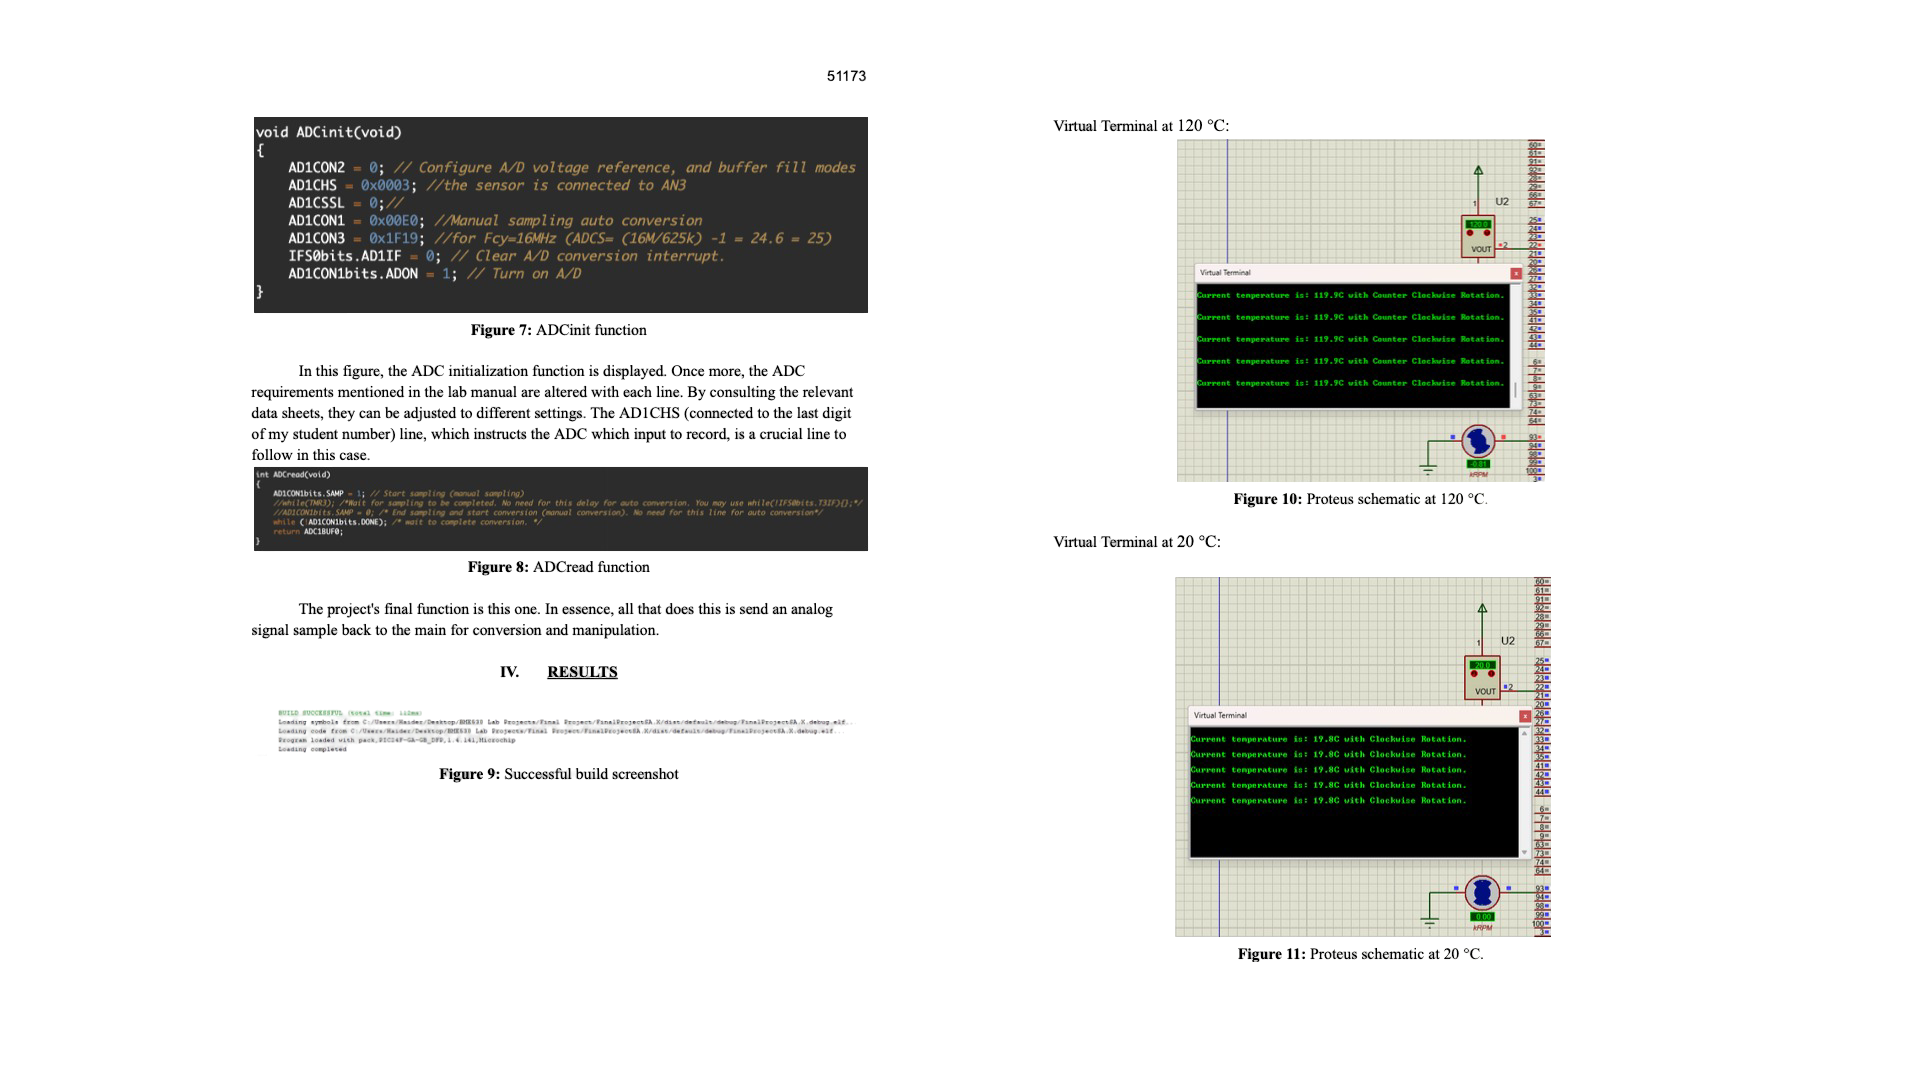 51173
void ADCinit(void)
{
AD1CON2 = 0; // Configure A/D voltage reference, and buffer fill modes
AD1CHS = 0x0003; //the sensor is connected to AN3
AD1CSSL = 0;//
AD1CON1 = 0x00E0; //Manual sampling auto conversion
AD1CON3 = 0x1F19; //for Fcy=16MHz (ADCS= (16M/625k) -1 = 24.6 = 25)
IFS0bits.AD1IF = 0; // Clear A/D conversion interrupt.
AD1CON1bits.ADON = 1; // Turn on A/D
}
Figure 7: ADCinit function
In this figure, the ADC initialization function is displayed. Once more, the ADC
requirements mentioned in the lab manual are altered with each line. By consulting the relevant
data sheets, they can be adjusted to different settings. The AD1CHS (connected to the last digit
of my student number) line, which instructs the ADC which input to record, is a crucial line to
follow in this case.
int ADCread(void)
{
AD1CON1bits.SAMP = 1; // Start sampling (manual sampling)
//while(TMR3); /*Wait for sampling to be completed. No need for this delay for auto conversion. You may use while(!IFS0bits.T3IF){};*/
//AD1CON1bits.SAMP = 0; /* End sampling and start conversion (manual conversion). No need for this line for auto conversion*/
while (!AD1CON1bits.DONE); /* wait to complete conversion. */
return ADC1BUF0;
}
Figure 8: ADCread function
The project's final function is this one. In essence, all that does this is send an analog
signal sample back to the main for conversion and manipulation.
IV. RESULTS
BUILD SUCCESSFUL (total time: 112ms)
Loading symbols from C:/Users/Haider/Desktop/BME538 Lab Projects/Final Project/FinalProjectSA.X/dist/default/debug/FinalProjectSA.X.debug.elf...
Loading code from C:/Users/Haider/Desktop/BME538 Lab Projects/Final Project/FinalProjectSA.X/dist/default/debug/FinalProjectSA.X.debug.elf...
Program loaded with pack,PIC24F-GA-GB_DFP,1.4.141,Microchip
Loading completed
Figure 9: Successful build screenshot
Virtual Terminal at 120 °C:
1
U2
120.0
VOUT
2
Virtual Terminal
Current temperature is: 119.9C with Counter Clockwise Rotation.
Current temperature is: 119.9C with Counter Clockwise Rotation.
Current temperature is: 119.9C with Counter Clockwise Rotation.
Current temperature is: 119.9C with Counter Clockwise Rotation.
Current temperature is: 119.9C with Counter Clockwise Rotation.
kRPM
Figure 10: Proteus schematic at 120 °C.
Virtual Terminal at 20 °C:
1
U2
20.0
VOUT
2
Virtual Terminal
Current temperature is: 19.8C with Clockwise Rotation.
Current temperature is: 19.8C with Clockwise Rotation.
Current temperature is: 19.8C with Clockwise Rotation.
Current temperature is: 19.8C with Clockwise Rotation.
Current temperature is: 19.8C with Clockwise Rotation.
0.00
kRPM
Figure 11: Proteus schematic at 20 °C.